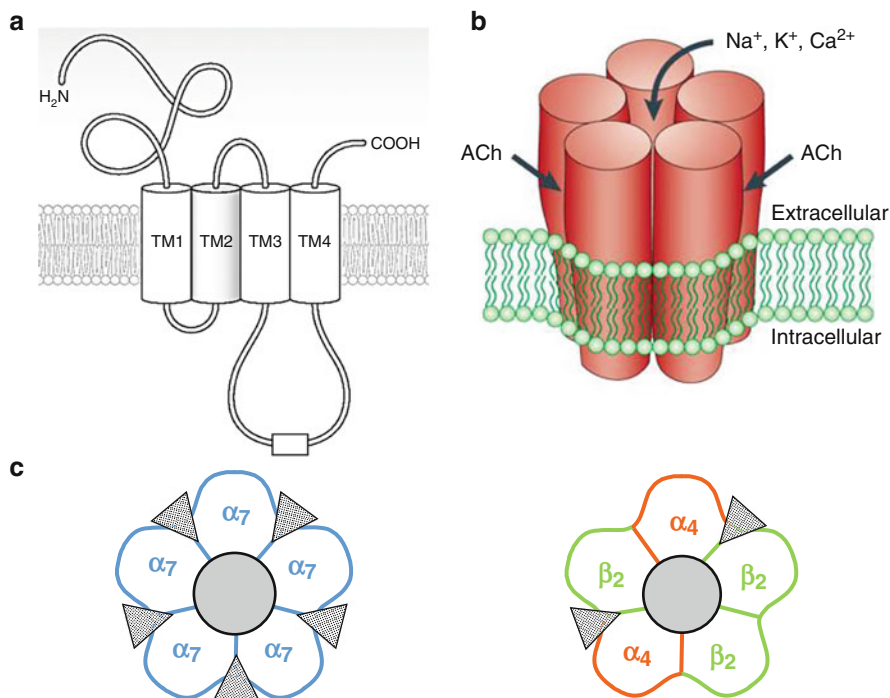 a
H₂N
COOH
TM1 TM2 TM3 TM4
b
Na⁺, K⁺, Ca²⁺
ACh
ACh
Extracellular
Intracellular
c
α₇
α₇
α₇
α₇
α₇
α₄
β₂
β₂
α₄
β₂